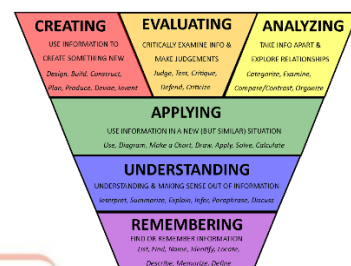 CREATING
USE INFORMATION TO
CREATE SOMETHING NEW
Design, Build, Construct,
Plan, Produce, Devise, Invent
EVALUATING
CRITICALLY EXAMINE INFO &
MAKE JUDGEMENTS
Judge, Test, Critique,
Defend, Criticize
ANALYZING
TAKE INFO APART &
EXPLORE RELATIONSHIPS
Categorize, Examine,
Compare/Contrast, Organize
APPLYING
USE INFORMATION IN A NEW (BUT SIMILAR) SITUATION
Use, Diagram, Make a Chart, Draw, Apply, Solve, Calculate
UNDERSTANDING
UNDERSTANDING & MAKING SENSE OUT OF INFORMATION
Interpret, Summarize, Explain, Infer, Paraphrase, Discuss
REMEMBERING
FIND OR REMEMBER INFORMATION
List, Find, Name, Identify, Locate,
Describe, Memorize, Define